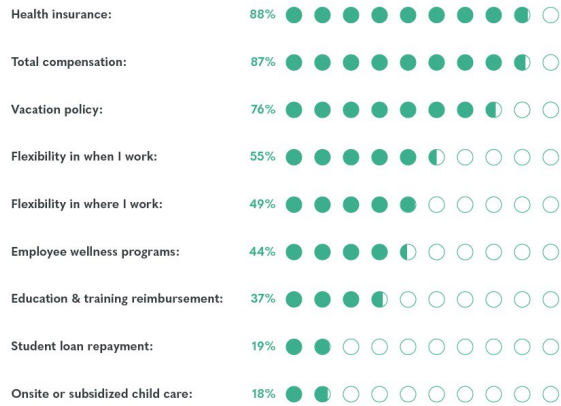 Health insurance: 88%
Total compensation: 87%
Vacation policy: 76%
Flexibility in when I work: 55%
Flexibility in where I work: 49%
Employee wellness programs: 44%
Education & training reimbursement: 37%
Student loan repayment: 19%
Onsite or subsidized child care: 18%